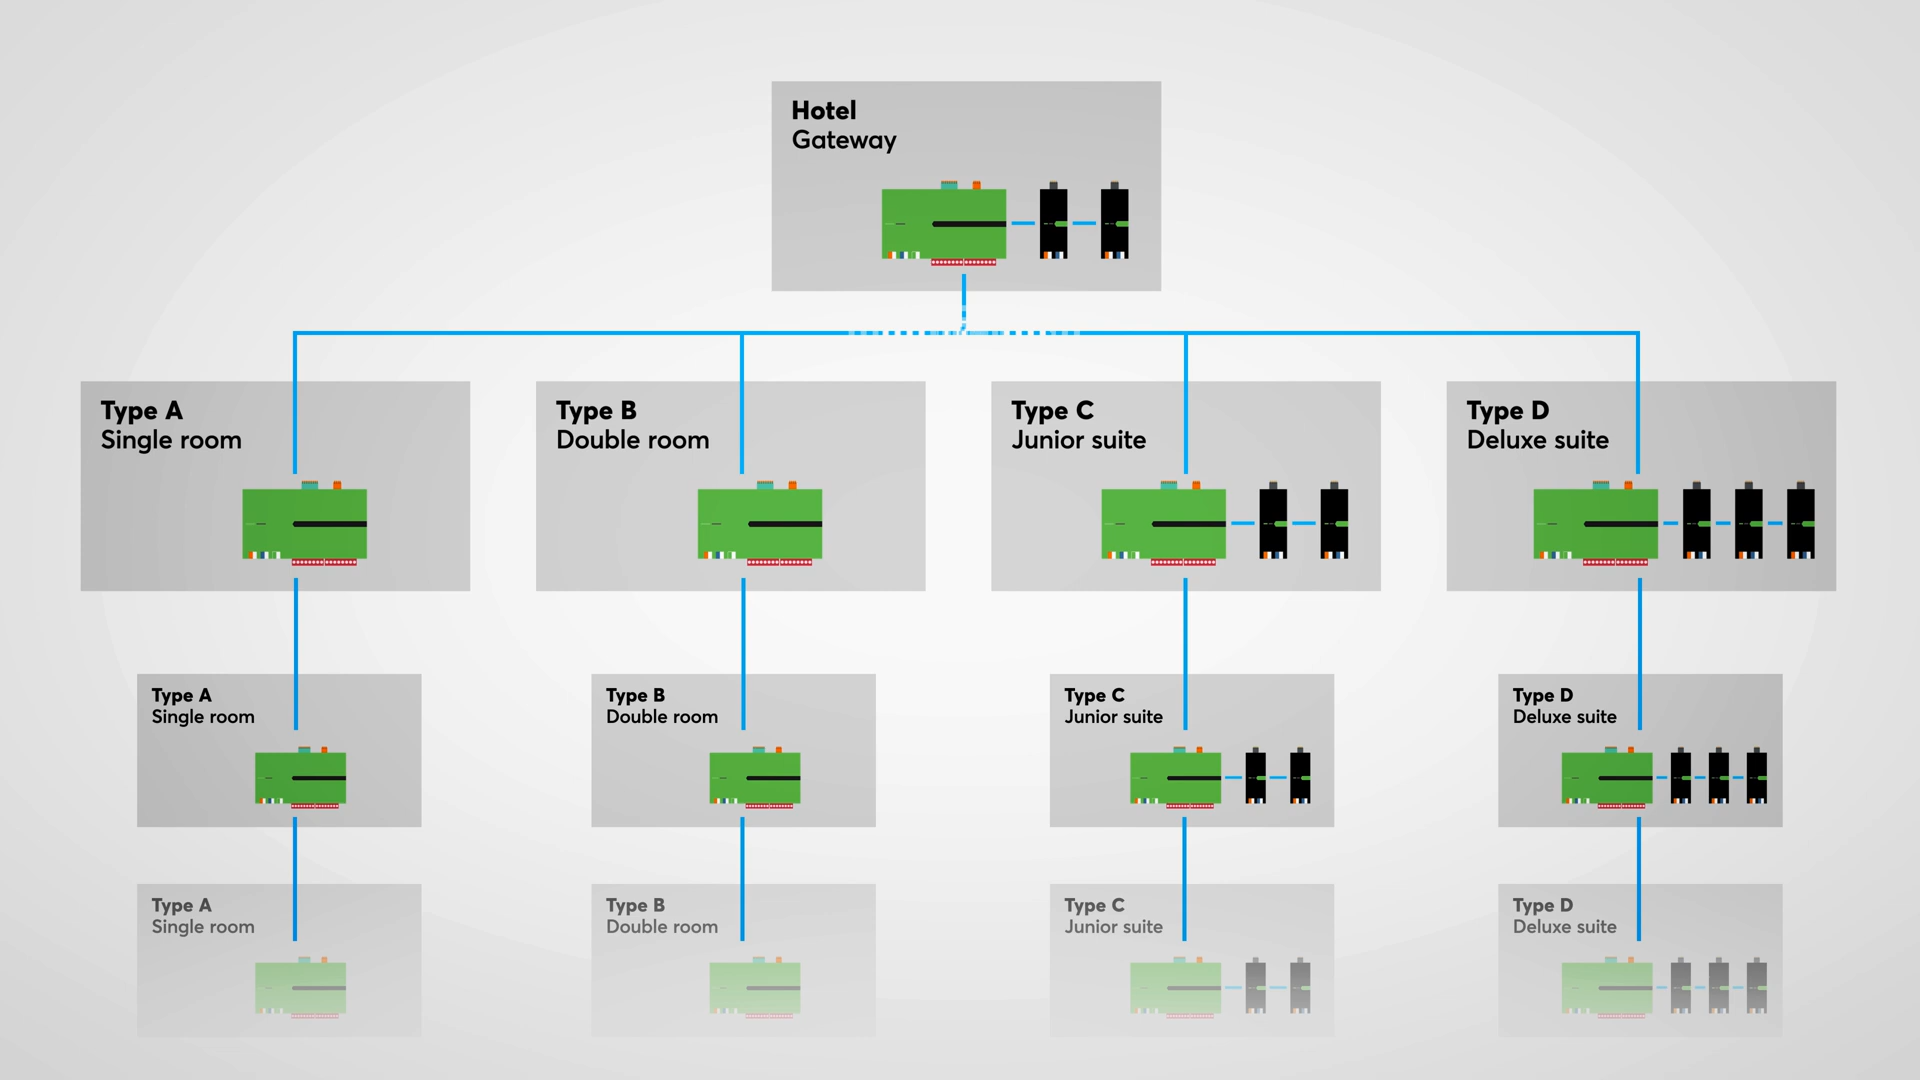 Hotel
Gateway
Type A
Single room
Type B
Double room
Type C
Junior suite
Type D
Deluxe suite
Type A
Single room
Type B
Double room
Type C
Junior suite
Type D
Deluxe suite
Type A
Single room
Type B
Double room
Type C
Junior suite
Type D
Deluxe suite